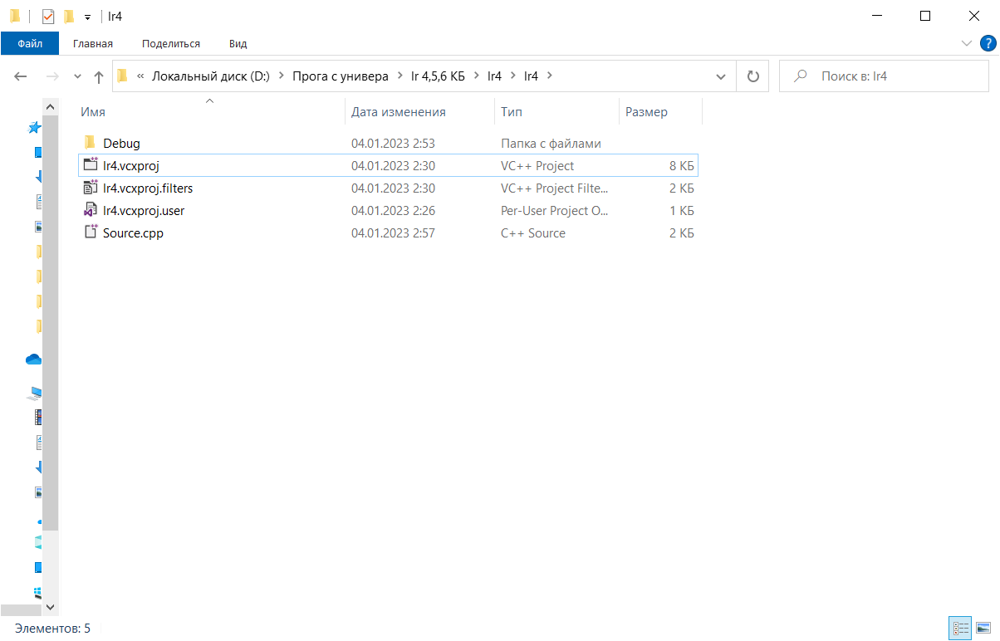 lr4
Файл Главная Поделиться Вид ?
« Локальный диск (D:) › Прога с универа › lr 4,5,6 КБ › lr4 › lr4 › Поиск в: lr4
Имя Дата изменения Тип Размер
Debug 04.01.2023 2:53 Папка с файлами
lr4.vcxproj 04.01.2023 2:30 VC++ Project 8 КБ
lr4.vcxproj.filters 04.01.2023 2:30 VC++ Project Filte... 2 КБ
lr4.vcxproj.user 04.01.2023 2:26 Per-User Project O... 1 КБ
Source.cpp 04.01.2023 2:57 C++ Source 2 КБ
Элементов: 5